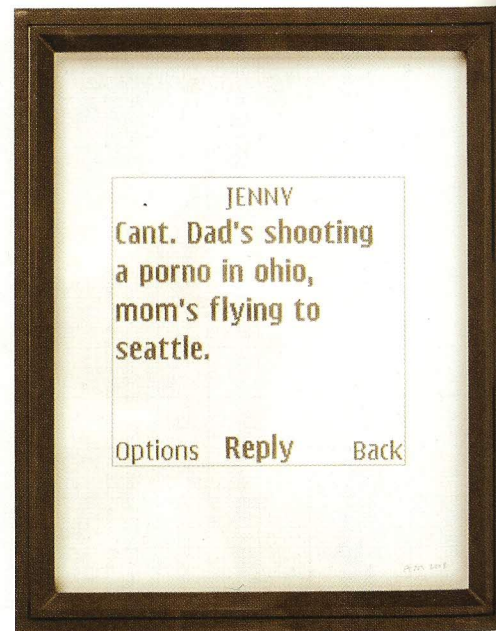 JENNY
Cant. Dad's shooting
a porno in ohio,
mom's flying to
seattle.
Options Reply Back